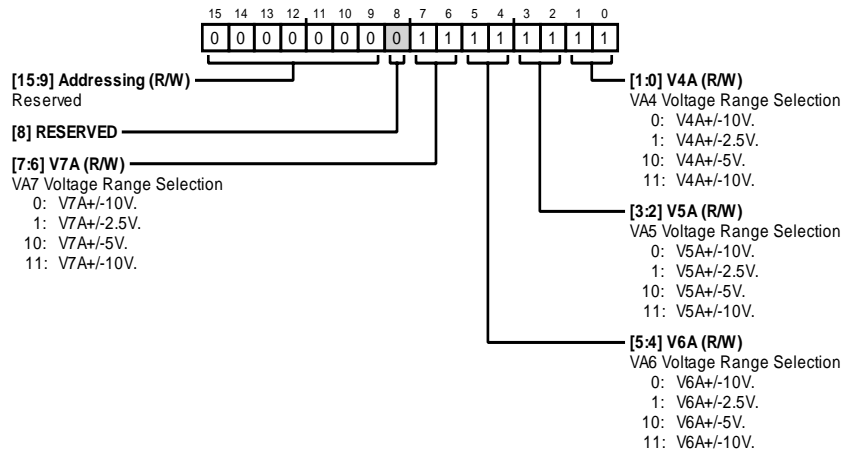 15 14 13 12 11 10 9 8 7 6 5 4 3 2 1 0
0 0 0 0 0 0 0 0 1 1 1 1 1 1 1 1
[15:9] Addressing (R/W)
Reserved
[8] RESERVED
[7:6] V7A (R/W)
VA7 Voltage Range Selection
0: V7A+/-10V.
1: V7A+/-2.5V.
10: V7A+/-5V.
11: V7A+/-10V.
[1:0] V4A (R/W)
VA4 Voltage Range Selection
0: V4A+/-10V.
1: V4A+/-2.5V.
10: V4A+/-5V.
11: V4A+/-10V.
[3:2] V5A (R/W)
VA5 Voltage Range Selection
0: V5A+/-10V.
1: V5A+/-2.5V.
10: V5A+/-5V.
11: V5A+/-10V.
[5:4] V6A (R/W)
VA6 Voltage Range Selection
0: V6A+/-10V.
1: V6A+/-2.5V.
10: V6A+/-5V.
11: V6A+/-10V.